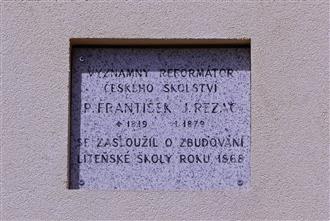 VÝZNAMNÝ REFORMÁTOR
ČESKÉHO ŠKOLSTVÍ
P. FRANTIŠEK J. ŘEZÁČ
* 1819 † 1879
SE ZASLOUŽIL O ZBUDOVÁNÍ
LITEŇSKÉ ŠKOLY ROKU 1868